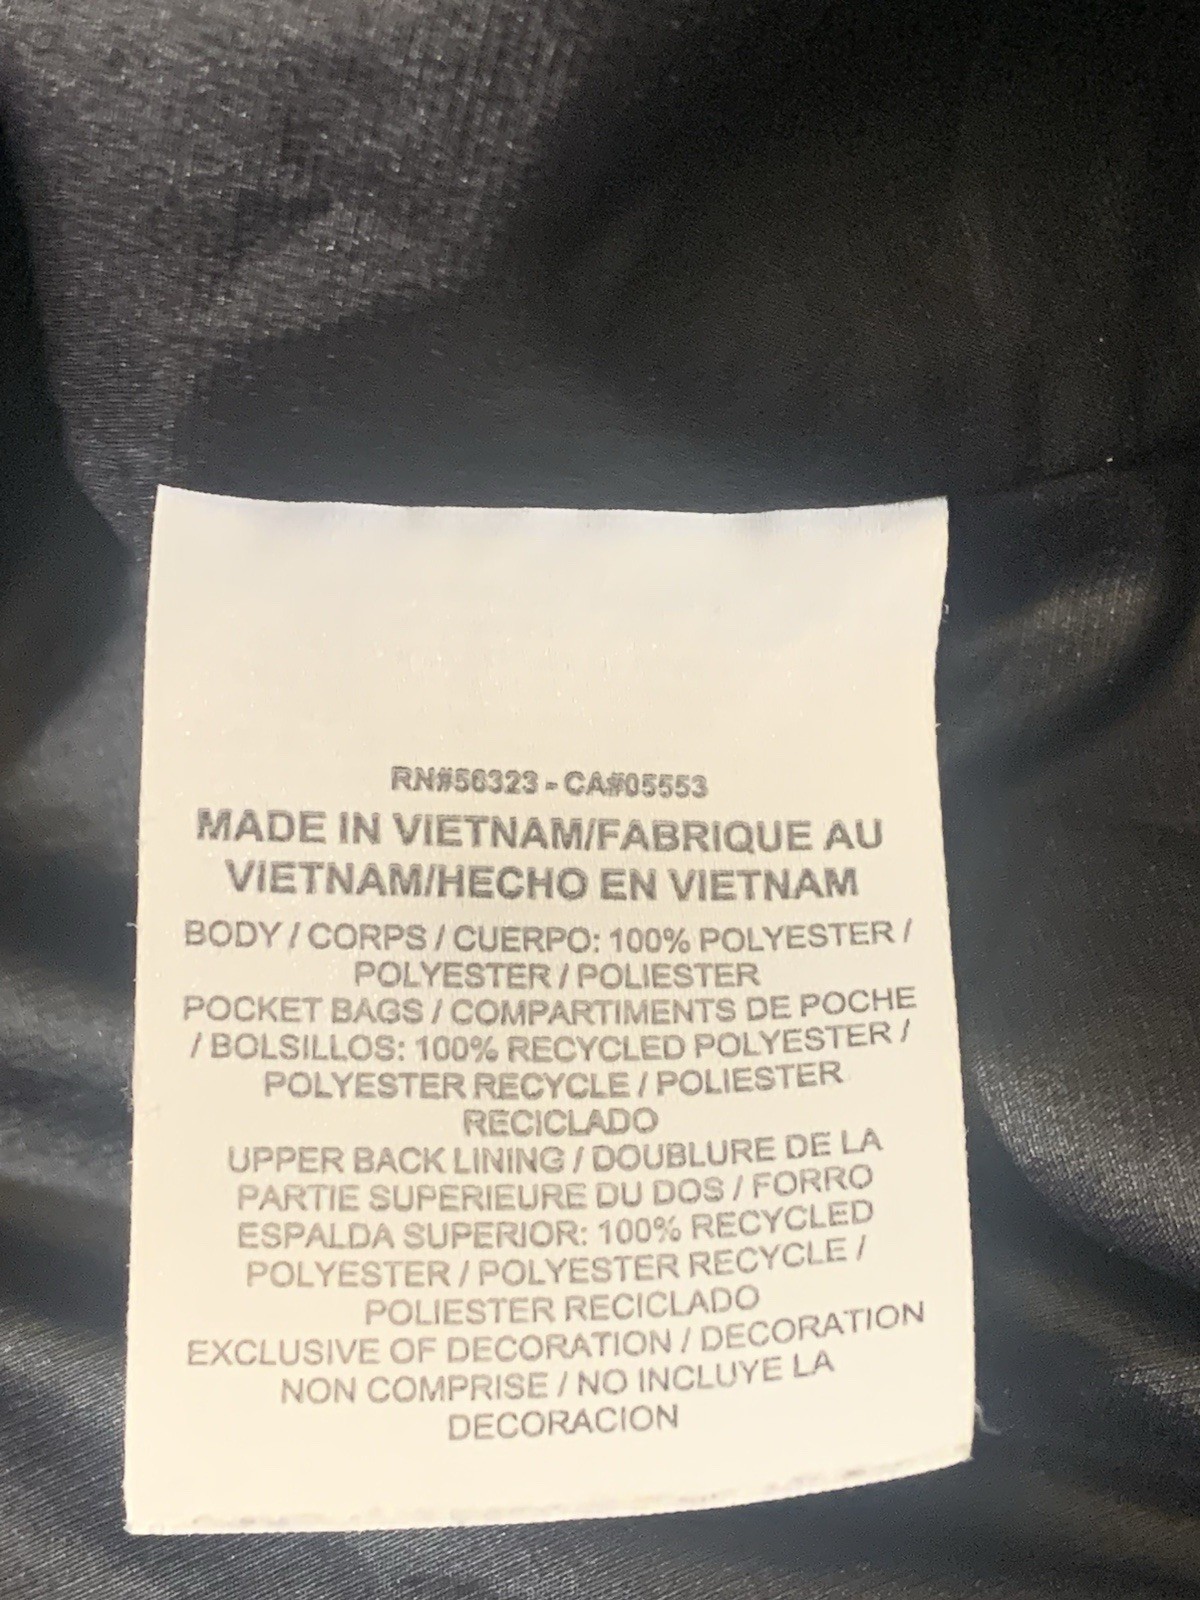 RN#56323 - CA#05553
MADE IN VIETNAM/FABRIQUE AU
VIETNAM/HECHO EN VIETNAM
BODY / CORPS / CUERPO: 100% POLYESTER /
POLYESTER / POLIESTER
POCKET BAGS / COMPARTIMENTS DE POCHE
/ BOLSILLOS: 100% RECYCLED POLYESTER /
POLYESTER RECYCLE / POLIESTER
RECICLADO
UPPER BACK LINING / DOUBLURE DE LA
PARTIE SUPERIEURE DU DOS / FORRO
ESPALDA SUPERIOR: 100% RECYCLED
POLYESTER / POLYESTER RECYCLE /
POLIESTER RECICLADO
EXCLUSIVE OF DECORATION / DECORATION
NON COMPRISE / NO INCLUYE LA
DECORACION